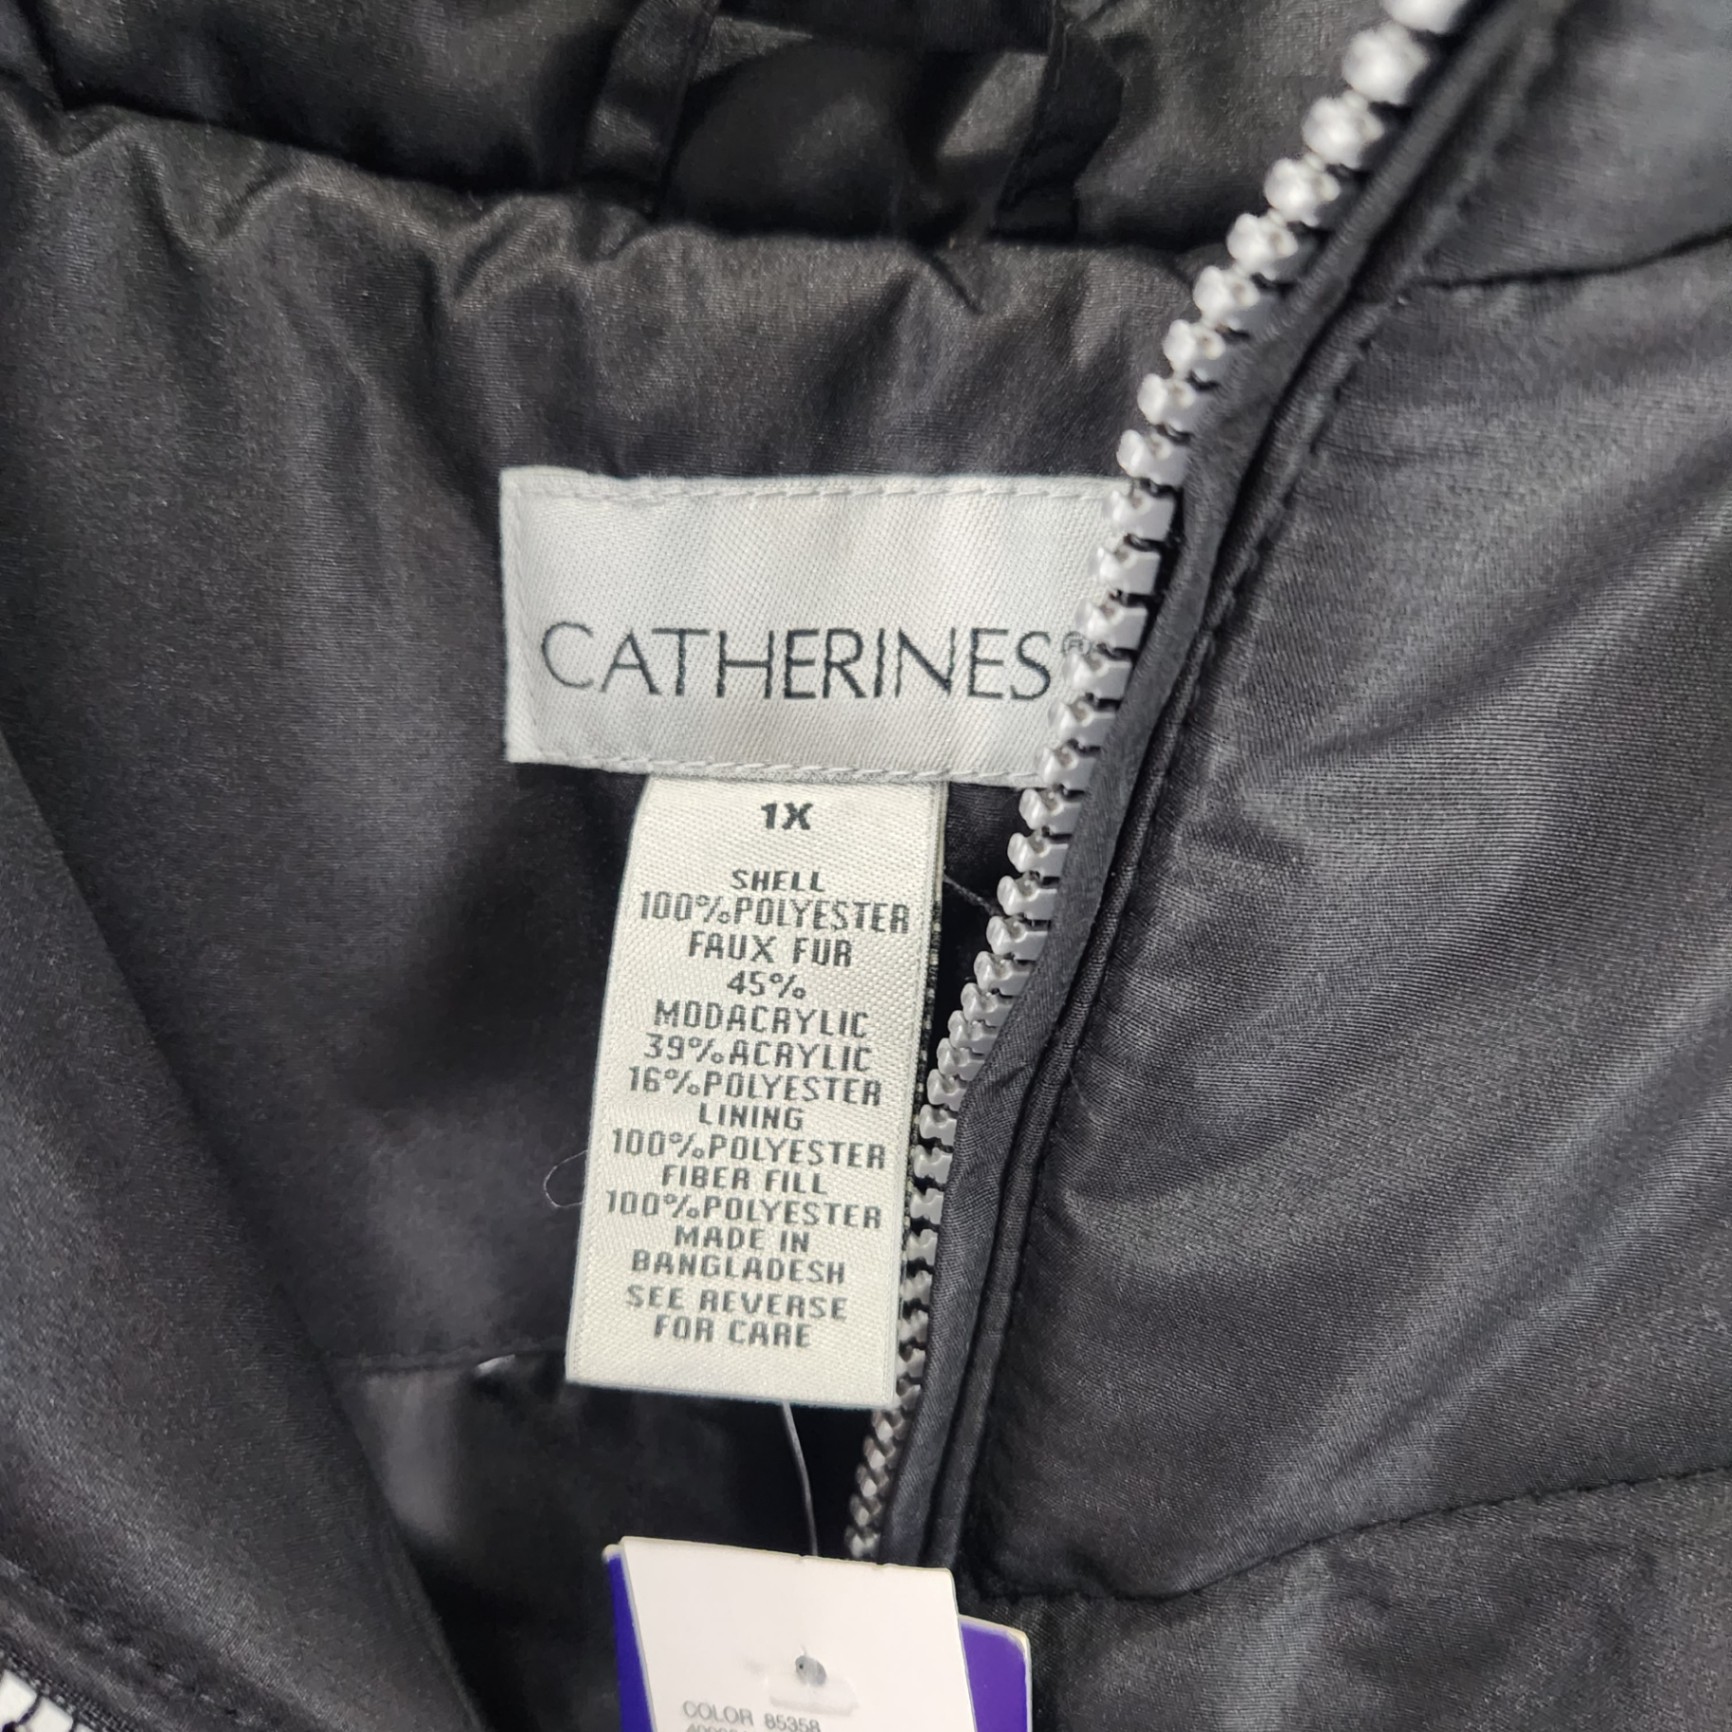 CATHERINES®
1X
SHELL
100%POLYESTER
FAUX FUR
45%
MODACRYLIC
39%ACRYLIC
16%POLYESTER
LINING
100%POLYESTER
FIBER FILL
100%POLYESTER
MADE IN
BANGLADESH
SEE REVERSE
FOR CARE
COLOR 85358